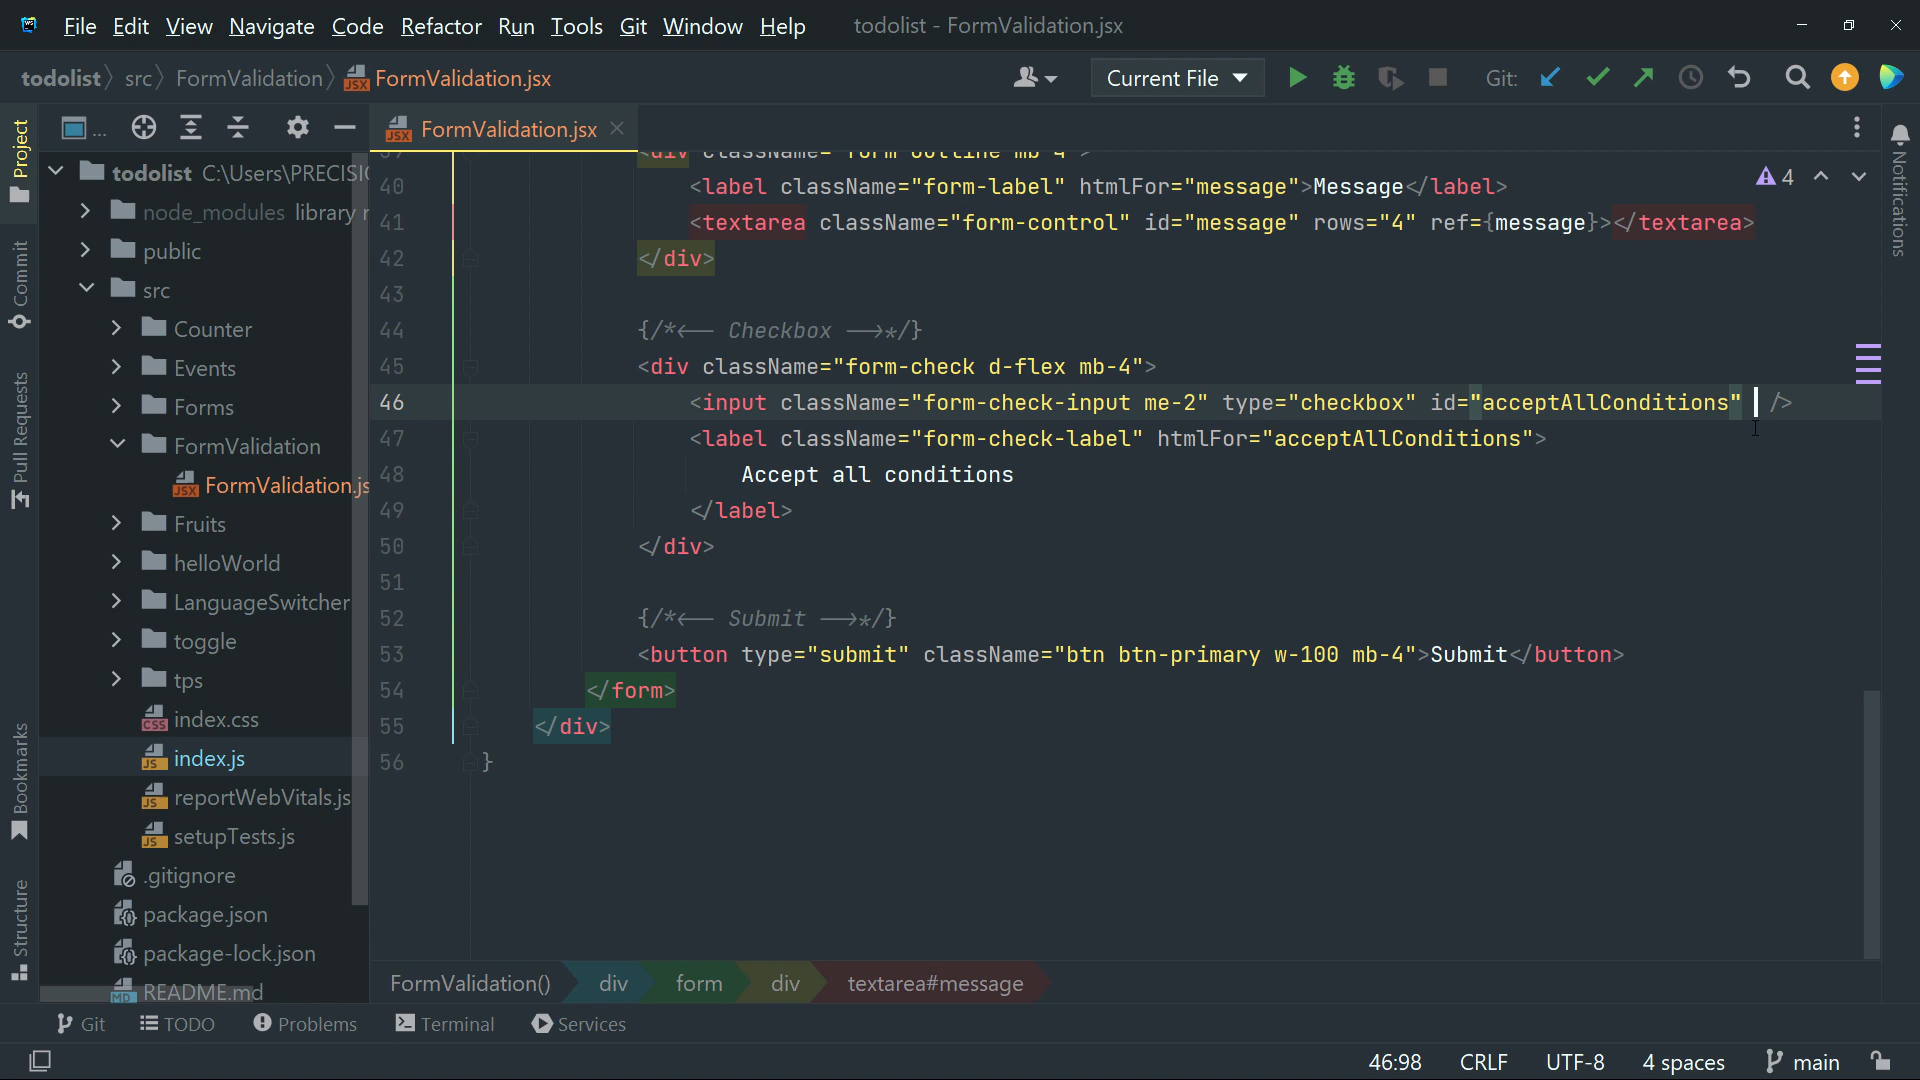 File Edit View Navigate Code Refactor Run Tools Git Window Help todolist - FormValidation.jsx
todolist src FormValidation FormValidation.jsx
Current File
Git:
Project
Commit
Pull Requests
Bookmarks
Structure
...
todolist C:\Users\PRECISI
node_modules library r
public
src
Counter
Events
Forms
FormValidation
FormValidation.js
Fruits
helloWorld
LanguageSwitcher
toggle
tps
index.css
index.js
reportWebVitals.js
setupTests.js
.gitignore
package.json
package-lock.json
README.md
FormValidation.jsx
4
39 <div className="form-outline mb-4">
40 <label className="form-label" htmlFor="message">Message</label>
41 <textarea className="form-control" id="message" rows="4" ref={message}></textarea>
42 </div>
43
44 {/*<-- Checkbox -->*/}
45 <div className="form-check d-flex mb-4">
46 <input className="form-check-input me-2" type="checkbox" id="acceptAllConditions" />
47 <label className="form-check-label" htmlFor="acceptAllConditions">
48 Accept all conditions
49 </label>
50 </div>
51
52 {/*<-- Submit -->*/}
53 <button type="submit" className="btn btn-primary w-100 mb-4">Submit</button>
54 </form>
55 </div>
56 }
Notifications
FormValidation() div form div textarea#message
Git TODO Problems Terminal Services
46:98 CRLF UTF-8 4 spaces main